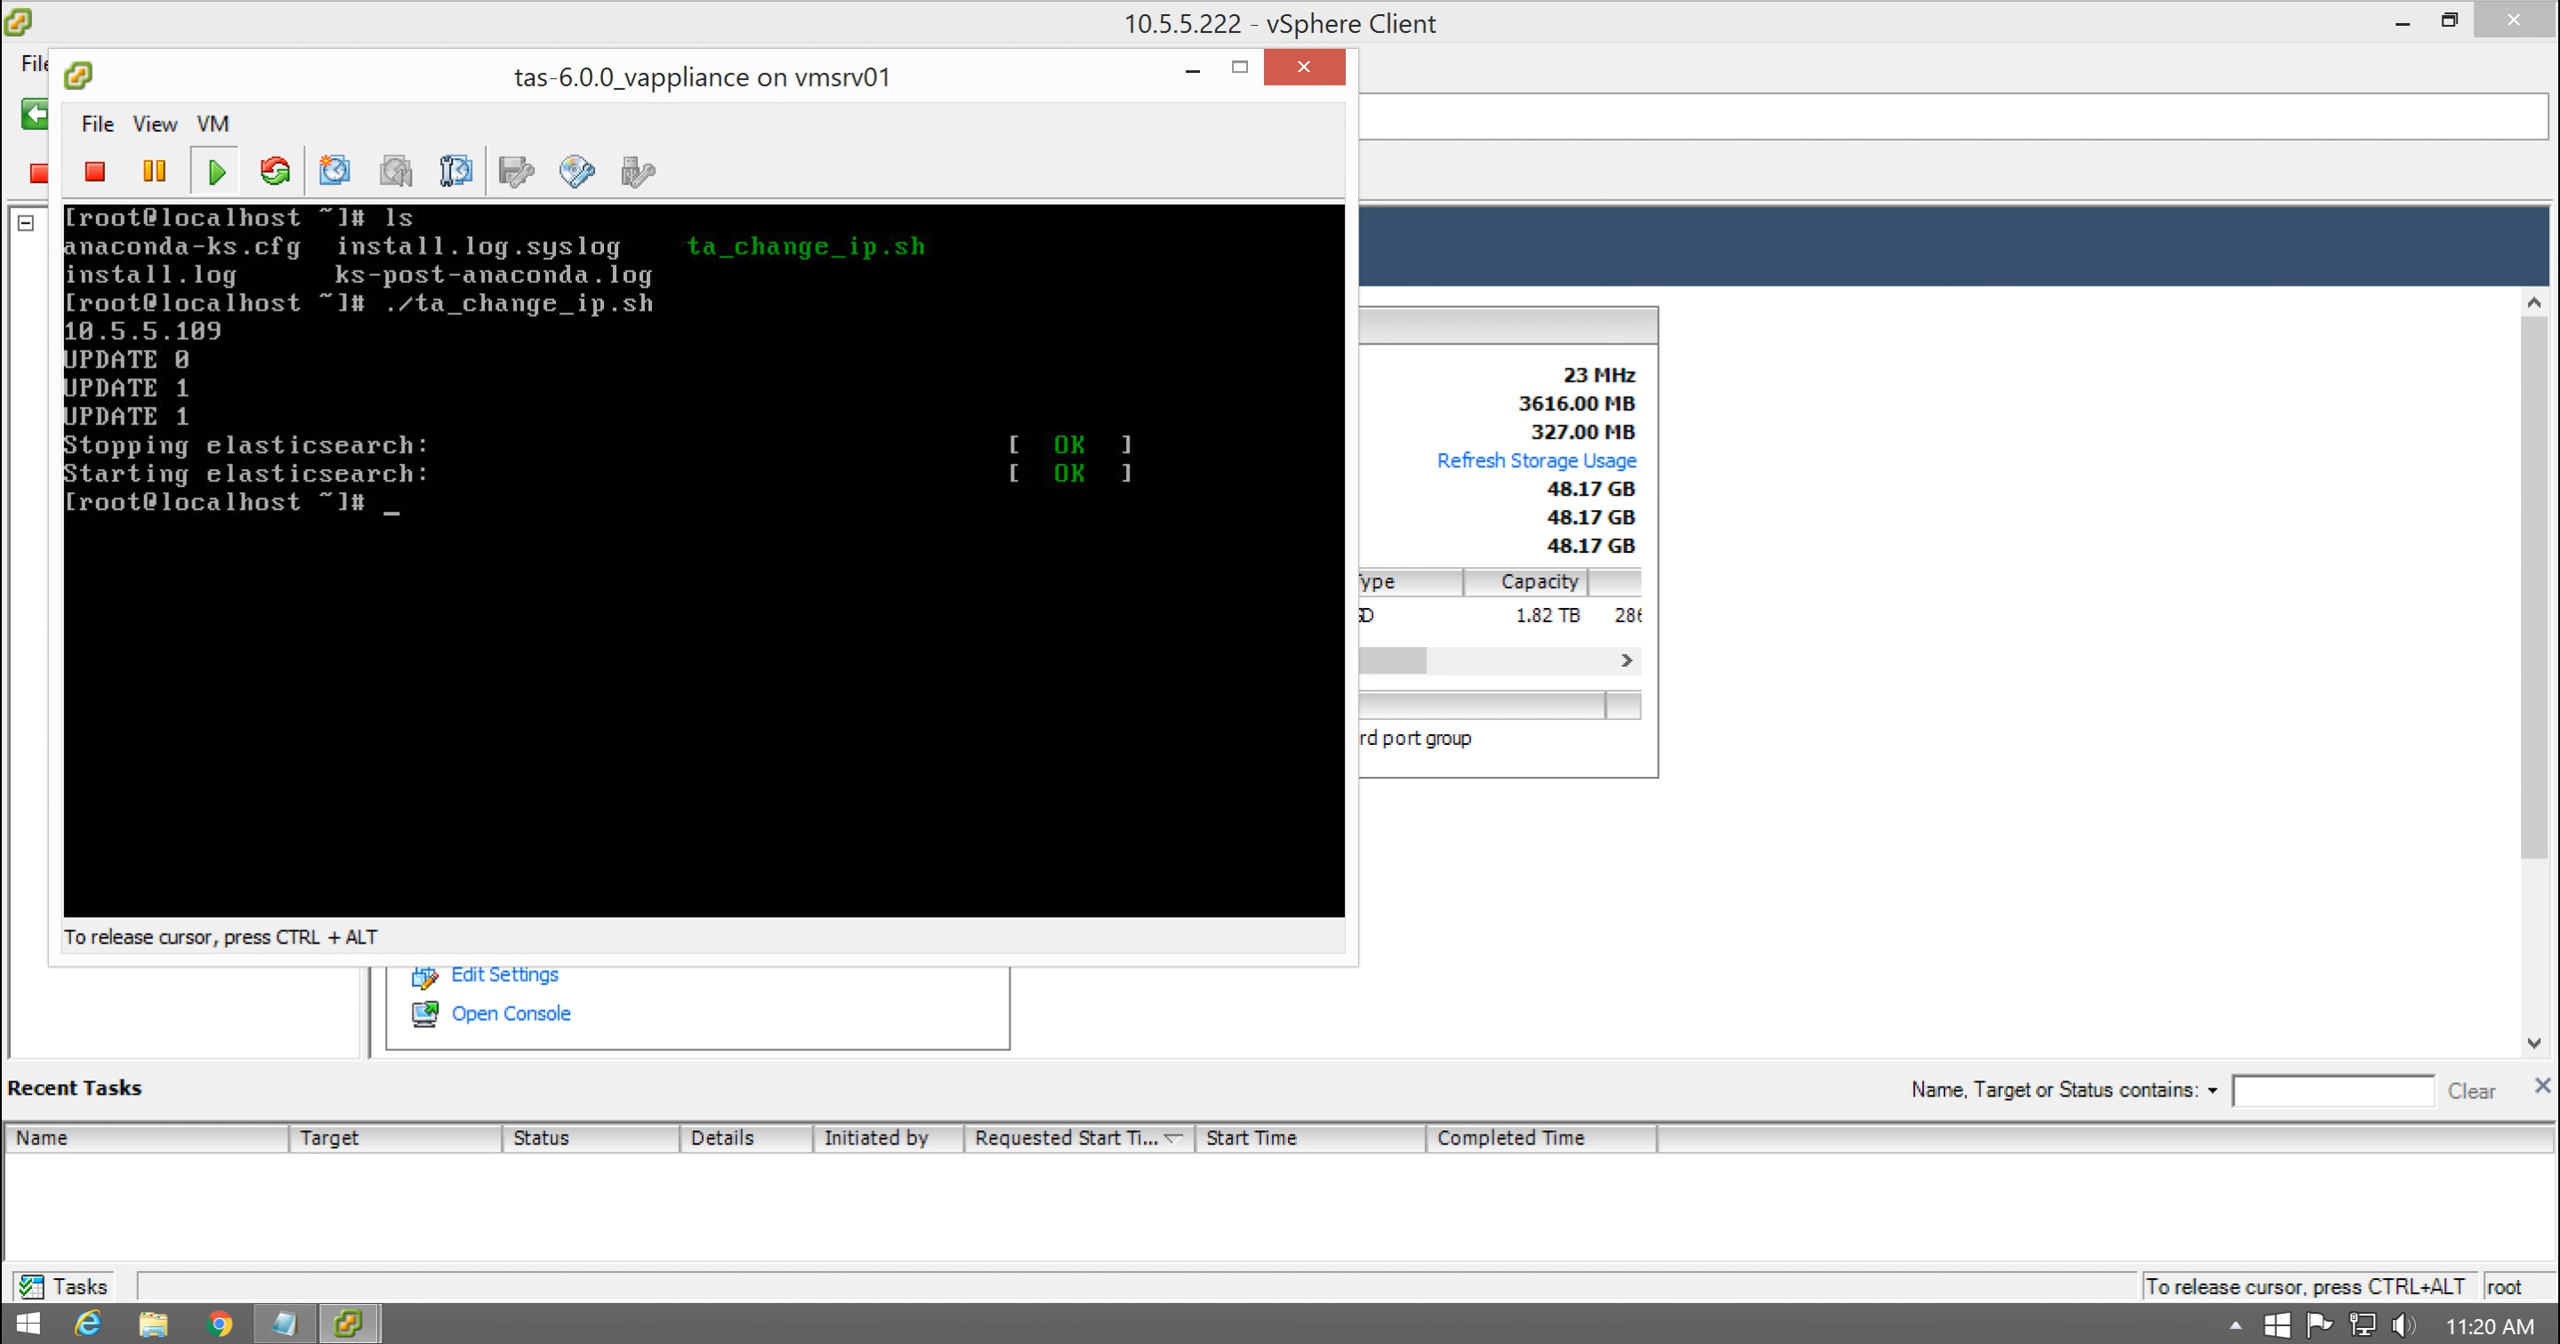 10.5.5.222 - vSphere Client
File
tas-6.0.0_vappliance on vmsrv01
File View VM
[root@localhost ~]# ls
anaconda-ks.cfg install.log.syslog ta_change_ip.sh
install.log ks-post-anaconda.log
[root@localhost ~]# ./ta_change_ip.sh
10.5.5.109
UPDATE 0
UPDATE 1
UPDATE 1
Stopping elasticsearch: [ OK ]
Starting elasticsearch: [ OK ]
[root@localhost ~]# _
To release cursor, press CTRL + ALT
23 MHz
3616.00 MB
327.00 MB
Refresh Storage Usage
48.17 GB
48.17 GB
48.17 GB
Type Capacity
1.82 TB 286
rd port group
Edit Settings
Open Console
Recent Tasks
Name, Target or Status contains: Clear
Name Target Status Details Initiated by Requested Start Ti... Start Time Completed Time
Tasks To release cursor, press CTRL+ALT root
11:20 AM